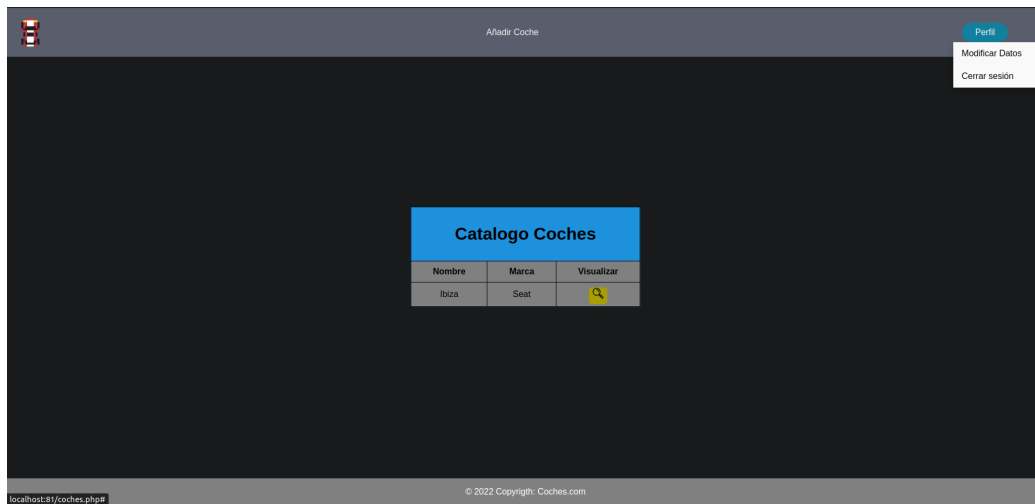 Añadir Coche
Perfil
Modificar Datos
Cerrar sesión
Catalogo Coches
Nombre Marca Visualizar
Ibiza Seat
© 2022 Copyrigth: Coches.com
localhost:81/coches.php#